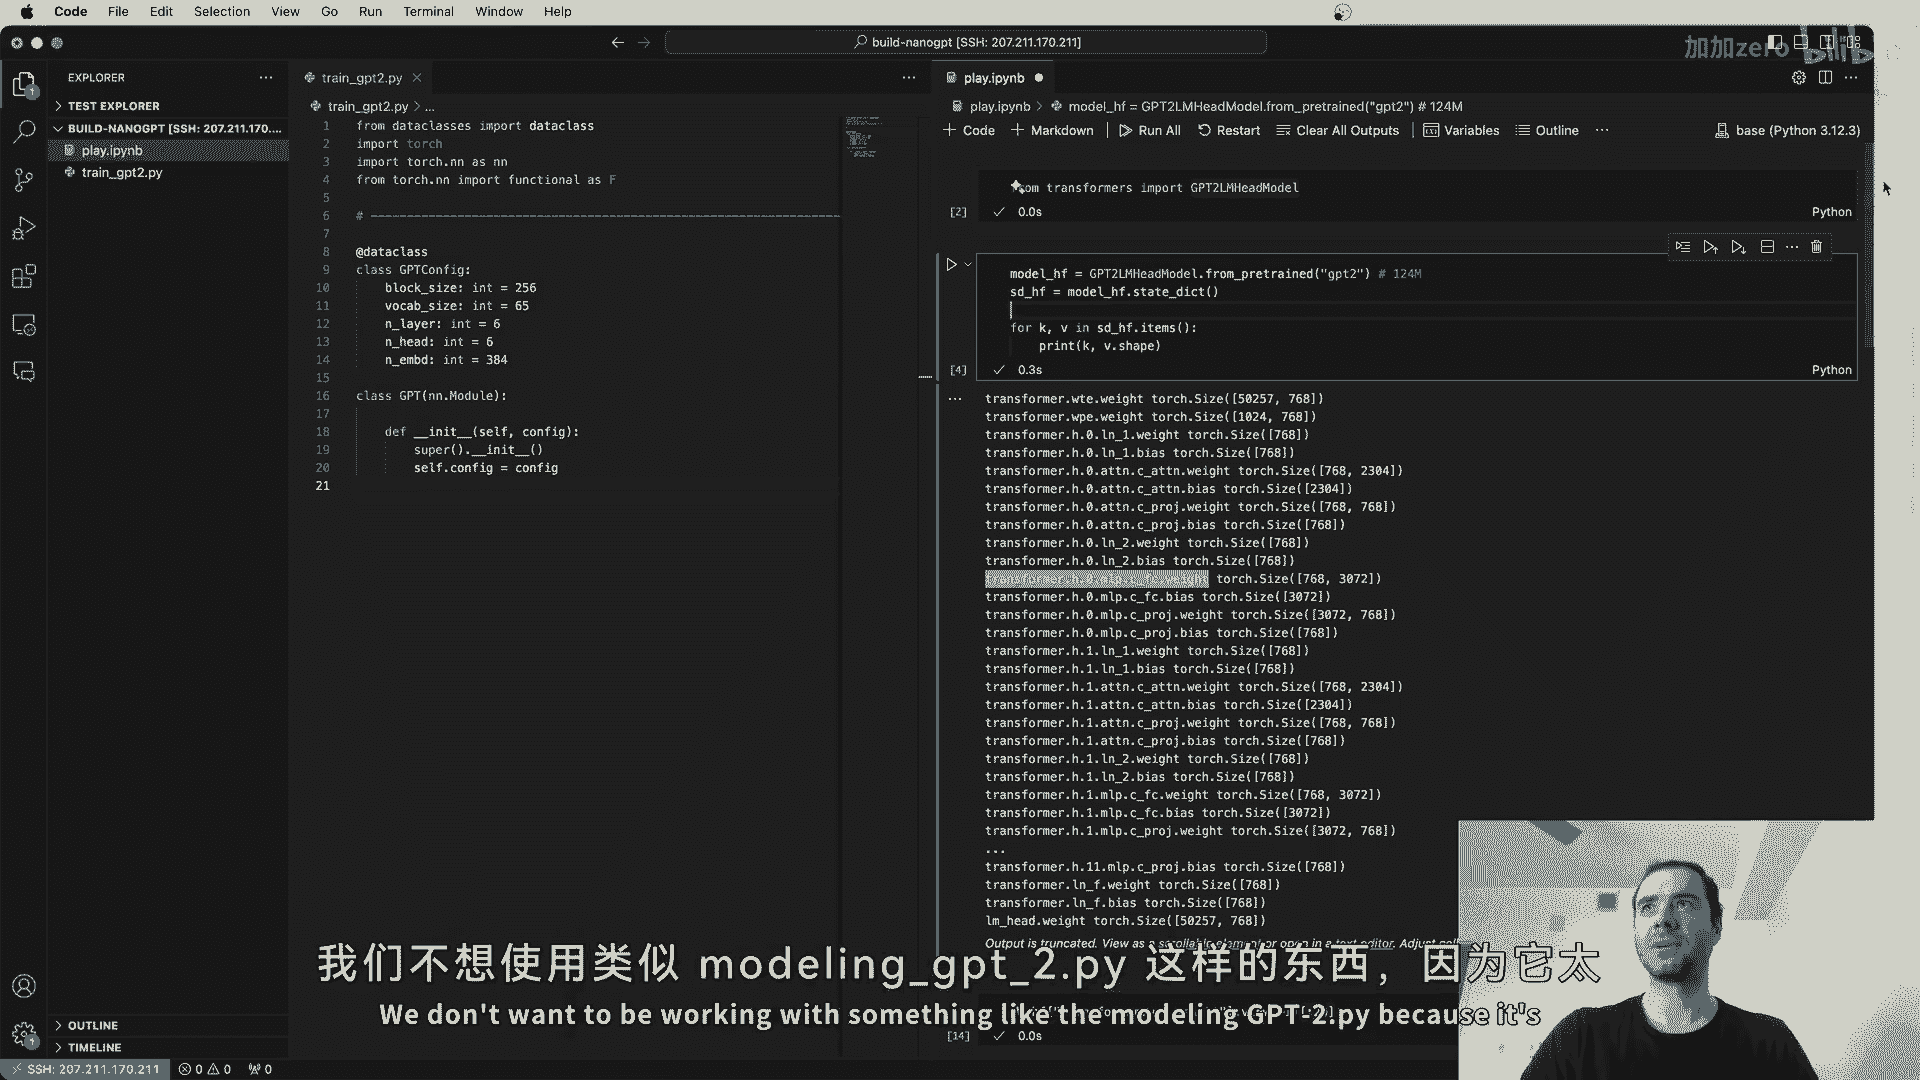 Code File Edit Selection View Go Run Terminal Window Help
build-nanogpt [SSH: 207.211.170.211]
加加zero bilib
EXPLORER
TEST EXPLORER
BUILD-NANOGPT [SSH: 207.211.170....
play.ipynb
train_gpt2.py
OUTLINE
TIMELINE
train_gpt2.py
train_gpt2.py > ...
1 from dataclasses import dataclass
2 import torch
3 import torch.nn as nn
4 from torch.nn import functional as F
5
6 # -----------------------------------------------------------------
7
8 @dataclass
9 class GPTConfig:
10 block_size: int = 256
11 vocab_size: int = 65
12 n_layer: int = 6
13 n_head: int = 6
14 n_embd: int = 384
15
16 class GPT(nn.Module):
17
18 def __init__(self, config):
19 super().__init__()
20 self.config = config
21
play.ipynb
play.ipynb > model_hf = GPT2LMHeadModel.from_pretrained("gpt2") # 124M
+ Code + Markdown Run All Restart Clear All Outputs Variables Outline ... base (Python 3.12.3)
om transformers import GPT2LMHeadModel
[2] 0.0s Python
model_hf = GPT2LMHeadModel.from_pretrained("gpt2") # 124M
sd_hf = model_hf.state_dict()
for k, v in sd_hf.items():
print(k, v.shape)
[4] 0.3s Python
transformer.wte.weight torch.Size([50257, 768])
transformer.wpe.weight torch.Size([1024, 768])
transformer.h.0.ln_1.weight torch.Size([768])
transformer.h.0.ln_1.bias torch.Size([768])
transformer.h.0.attn.c_attn.weight torch.Size([768, 2304])
transformer.h.0.attn.c_attn.bias torch.Size([2304])
transformer.h.0.attn.c_proj.weight torch.Size([768, 768])
transformer.h.0.attn.c_proj.bias torch.Size([768])
transformer.h.0.ln_2.weight torch.Size([768])
transformer.h.0.ln_2.bias torch.Size([768])
transformer.h.0.mlp.c_fc.weight torch.Size([768, 3072])
transformer.h.0.mlp.c_fc.bias torch.Size([3072])
transformer.h.0.mlp.c_proj.weight torch.Size([3072, 768])
transformer.h.0.mlp.c_proj.bias torch.Size([768])
transformer.h.1.ln_1.weight torch.Size([768])
transformer.h.1.ln_1.bias torch.Size([768])
transformer.h.1.attn.c_attn.weight torch.Size([768, 2304])
transformer.h.1.attn.c_attn.bias torch.Size([2304])
transformer.h.1.attn.c_proj.weight torch.Size([768, 768])
transformer.h.1.attn.c_proj.bias torch.Size([768])
transformer.h.1.ln_2.weight torch.Size([768])
transformer.h.1.ln_2.bias torch.Size([768])
transformer.h.1.mlp.c_fc.weight torch.Size([768, 3072])
transformer.h.1.mlp.c_fc.bias torch.Size([3072])
transformer.h.1.mlp.c_proj.weight torch.Size([3072, 768])
...
transformer.h.11.mlp.c_proj.bias torch.Size([768])
transformer.ln_f.weight torch.Size([768])
transformer.ln_f.bias torch.Size([768])
lm_head.weight torch.Size([50257, 768])
Output is truncated. View as a scrollable element or open in a text editor. Adjust
[14] 0.0s
我们不想使用类似 modeling_gpt_2.py 这样的东西，因为它太
We don't want to be working with something like the modeling GPT-2.py because it's
SSH: 207.211.170.211 0 0 0